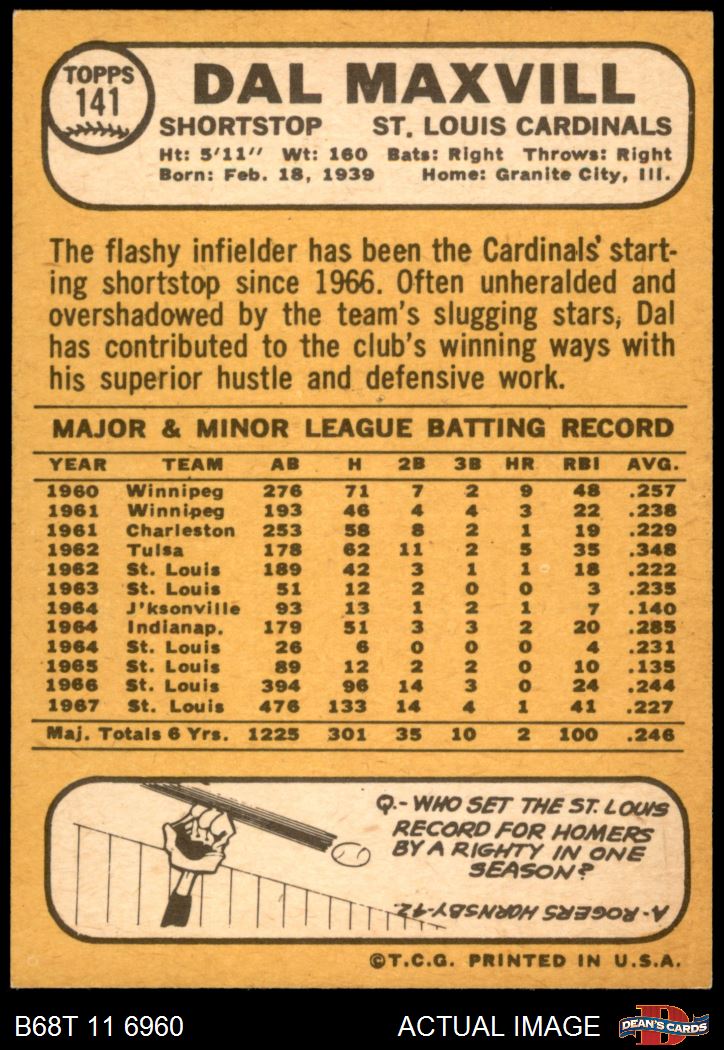 TOPPS
141
DAL MAXVILL
SHORTSTOP ST. LOUIS CARDINALS
Ht: 5'11" Wt: 160 Bats: Right Throws: Right
Born: Feb. 18, 1939 Home: Granite City, Ill.
The flashy infielder has been the Cardinals' start-
ing shortstop since 1966. Often unheralded and
overshadowed by the team's slugging stars, Dal
has contributed to the club's winning ways with
his superior hustle and defensive work.
MAJOR & MINOR LEAGUE BATTING RECORD
YEAR TEAM AB H 2B 3B HR RBI AVG.
1960 Winnipeg 276 71 7 2 9 48 .257
1961 Winnipeg 193 46 4 4 3 22 .238
1961 Charleston 253 58 8 2 1 19 .229
1962 Tulsa 178 62 11 2 5 35 .348
1962 St. Louis 189 42 3 1 1 18 .222
1963 St. Louis 51 12 2 0 0 3 .235
1964 J'ksonville 93 13 1 2 1 7 .140
1964 Indianap. 179 51 3 3 2 20 .285
1964 St. Louis 26 6 0 0 0 4 .231
1965 St. Louis 89 12 2 2 0 10 .135
1966 St. Louis 394 96 14 3 0 24 .244
1967 St. Louis 476 133 14 4 1 41 .227
Maj. Totals 6 Yrs. 1225 301 35 10 2 100 .246
Q.-WHO SET THE ST. LOUIS
RECORD FOR HOMERS
BY A RIGHTY IN ONE
SEASON?
A-ROGERS HORNSBY-42.
©T.C.G. PRINTED IN U.S.A.
B68T 11 6960 ACTUAL IMAGE
D
DEAN'S CARDS